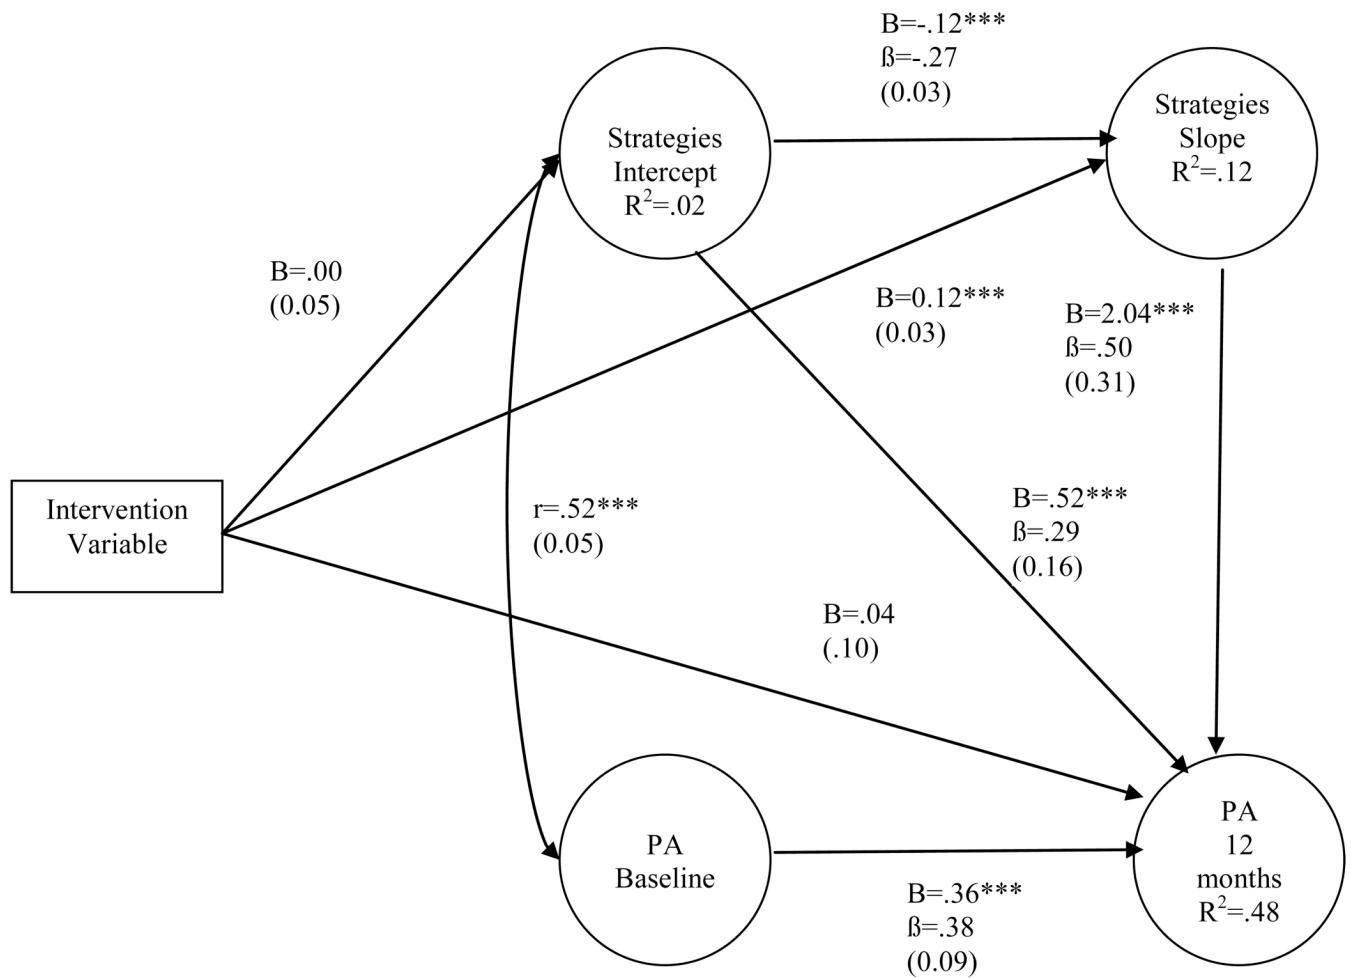 B=-.12***
ß=-.27
(0.03)
Strategies
Intercept
R²=.02
Strategies
Slope
R²=.12
B=.00
(0.05)
B=0.12***
(0.03)
B=2.04***
ß=.50
(0.31)
Intervention
Variable
r=.52***
(0.05)
B=.52***
ß=.29
(0.16)
B=.04
(.10)
PA
Baseline
PA
12
months
R²=.48
B=.36***
ß=.38
(0.09)